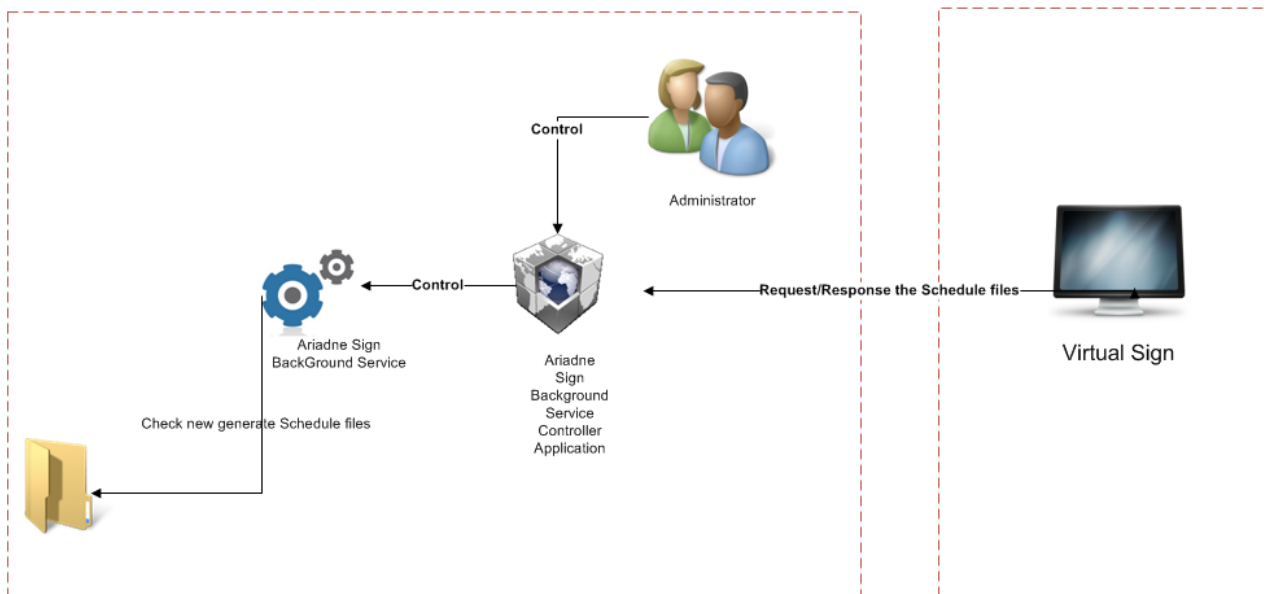 Control
Administrator
Control
Request/Response the Schedule files
Ariadne Sign
BackGround Service
Ariadne
Sign
Background
Service
Controller
Application
Virtual Sign
Check new generate Schedule files